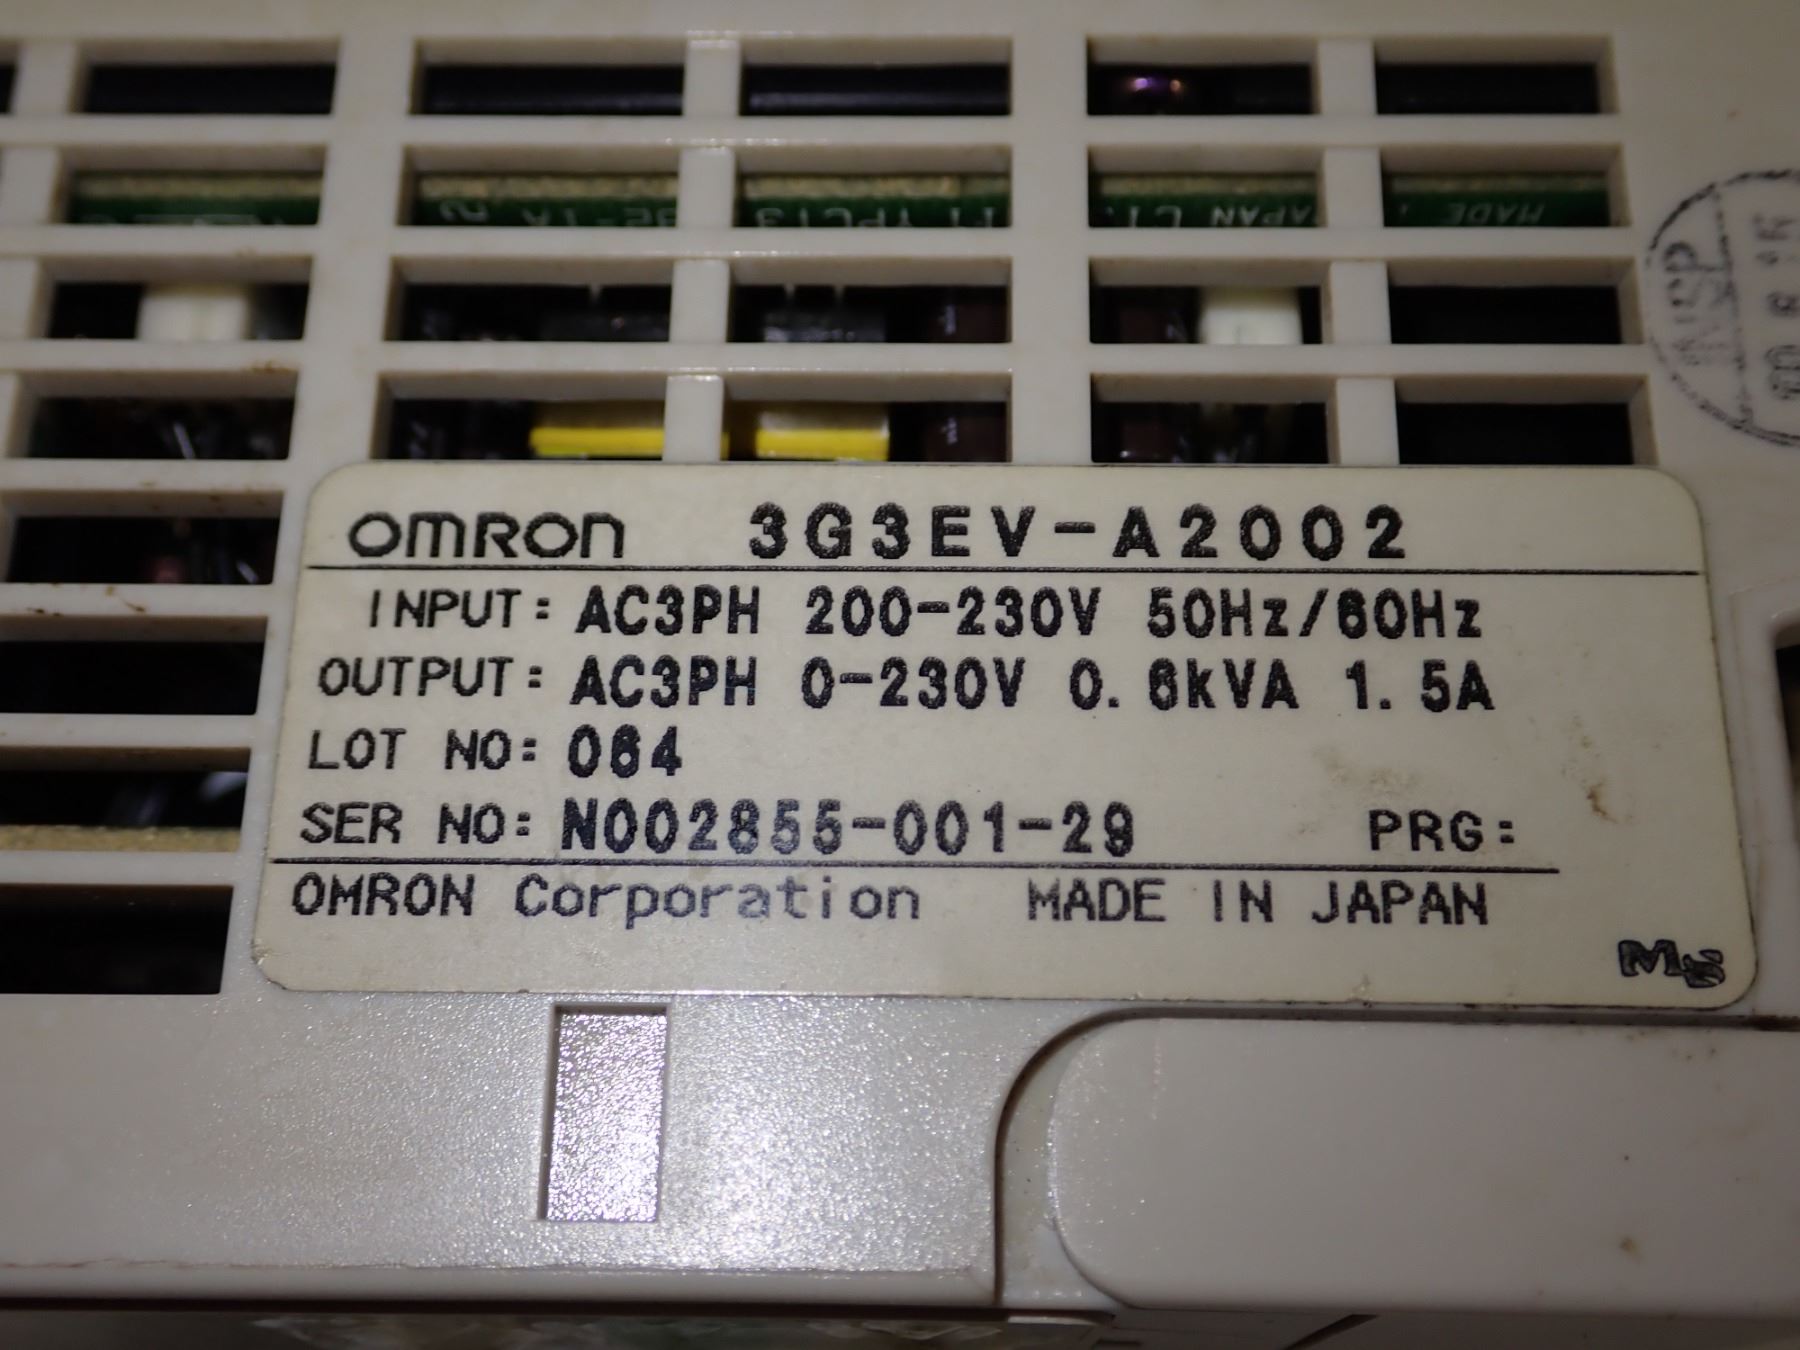 OMRON 3G3EV-A2002
INPUT: AC3PH 200-230V 50Hz/60Hz
OUTPUT: AC3PH 0-230V 0.6kVA 1.5A
LOT NO: 064
SER NO: N002855-001-29 PRG:
OMRON Corporation MADE IN JAPAN
MADE